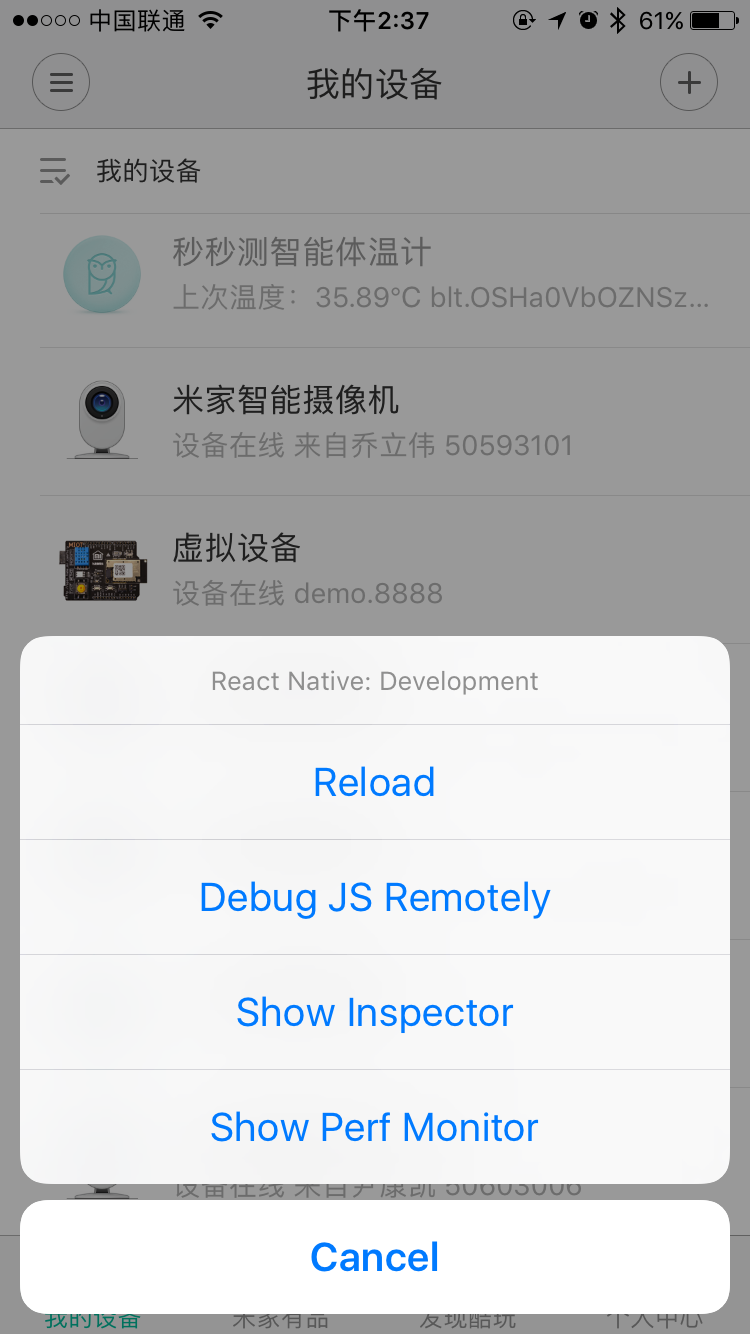 中国联通 下午2:37 61%
我的设备
我的设备
秒秒测智能体温计
上次温度：35.89℃ blt.OSHa0VbOZNSz...
米家智能摄像机
设备在线 来自乔立伟 50593101
虚拟设备
设备在线 demo.8888
React Native: Development
Reload
Debug JS Remotely
Show Inspector
Show Perf Monitor
设备在线 来自尹康凯 50603006
Cancel
我的设备 米家有品 发现酷玩 个人中心